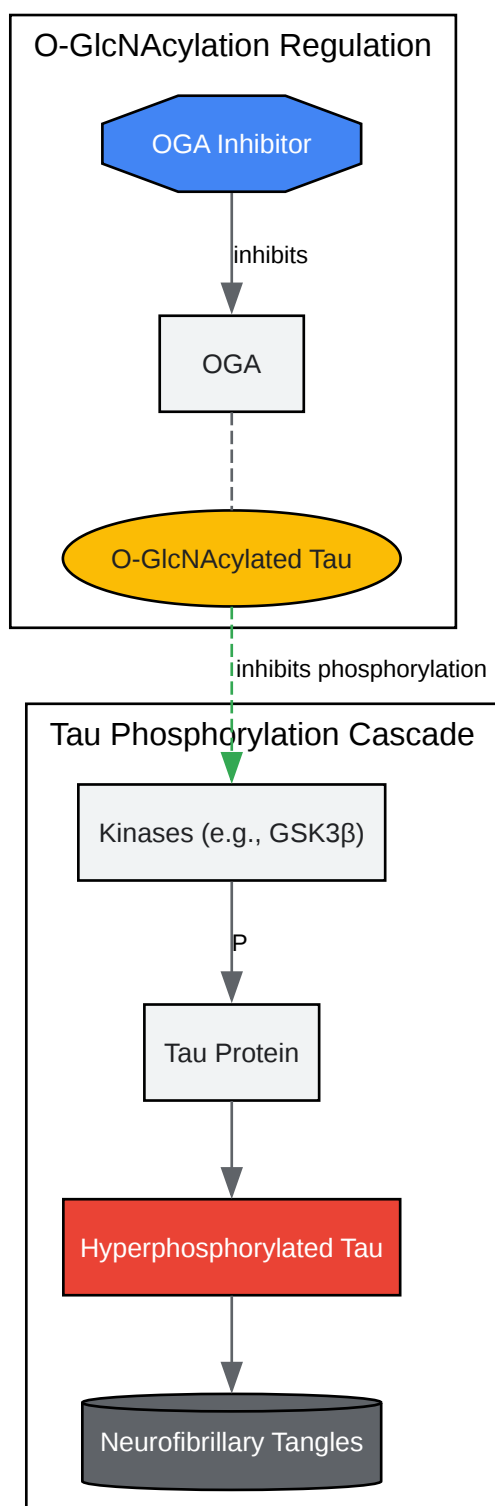 O-GlcNAcylation Regulation
OGA Inhibitor
inhibits
OGA
O-GlcNAcylated Tau
inhibits phosphorylation
Tau Phosphorylation Cascade
Kinases (e.g., GSK3β)
P
Tau Protein
Hyperphosphorylated Tau
Neurofibrillary Tangles